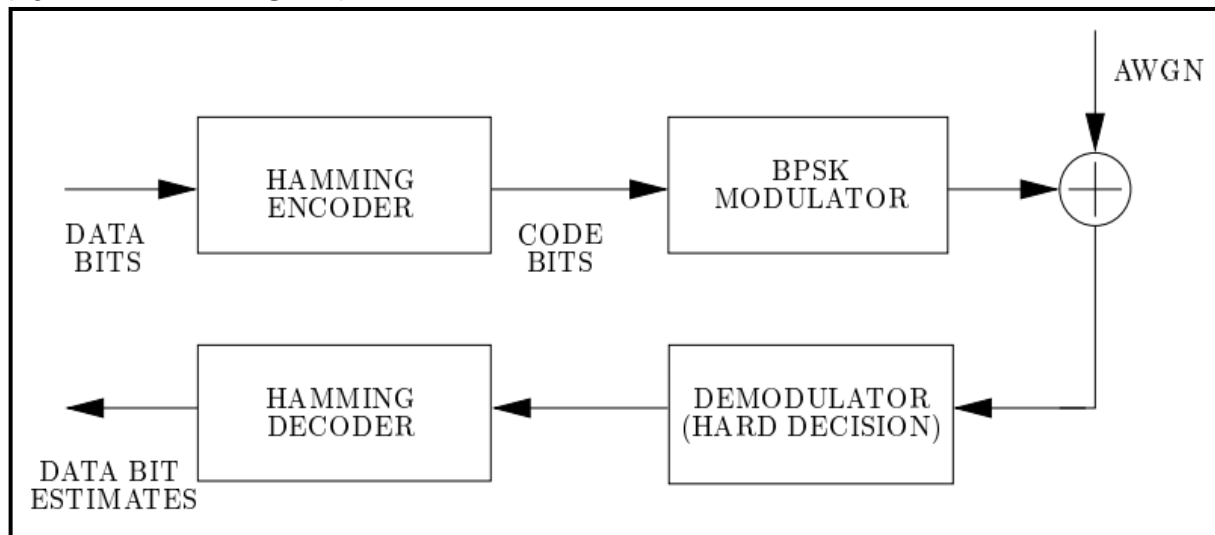 AWGN
HAMMING
ENCODER
BPSK
MODULATOR
DATA
BITS
CODE
BITS
HAMMING
DECODER
DEMODULATOR
(HARD DECISION)
DATA BIT
ESTIMATES